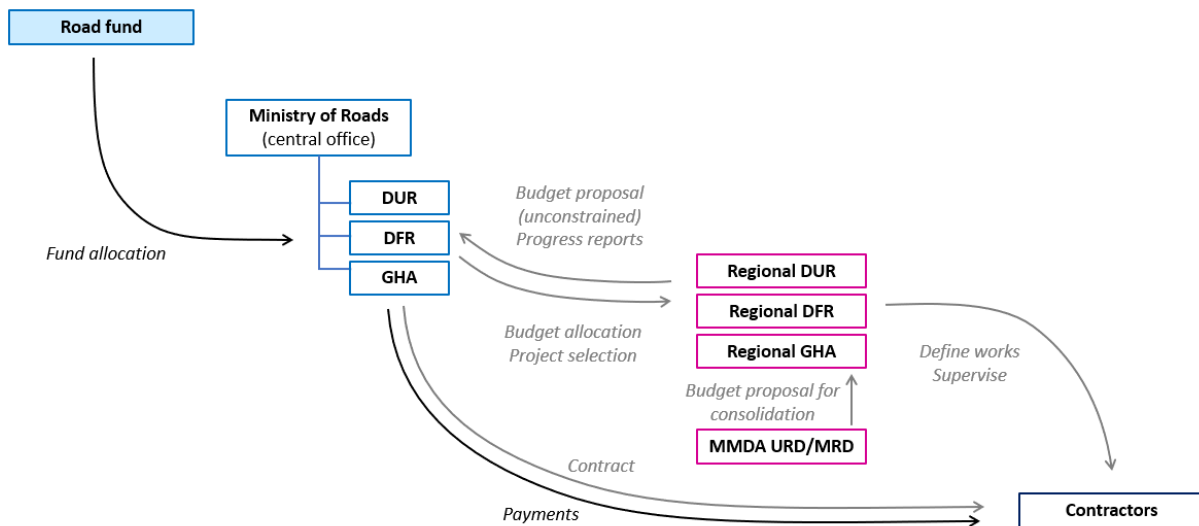 Road fund
Ministry of Roads
(central office)
DUR
DFR
GHA
Fund allocation
Budget proposal
(unconstrained)
Progress reports
Budget allocation
Project selection
Regional DUR
Regional DFR
Regional GHA
Define works
Supervise
Budget proposal for
consolidation
MMDA URD/MRD
Contract
Payments
Contractors